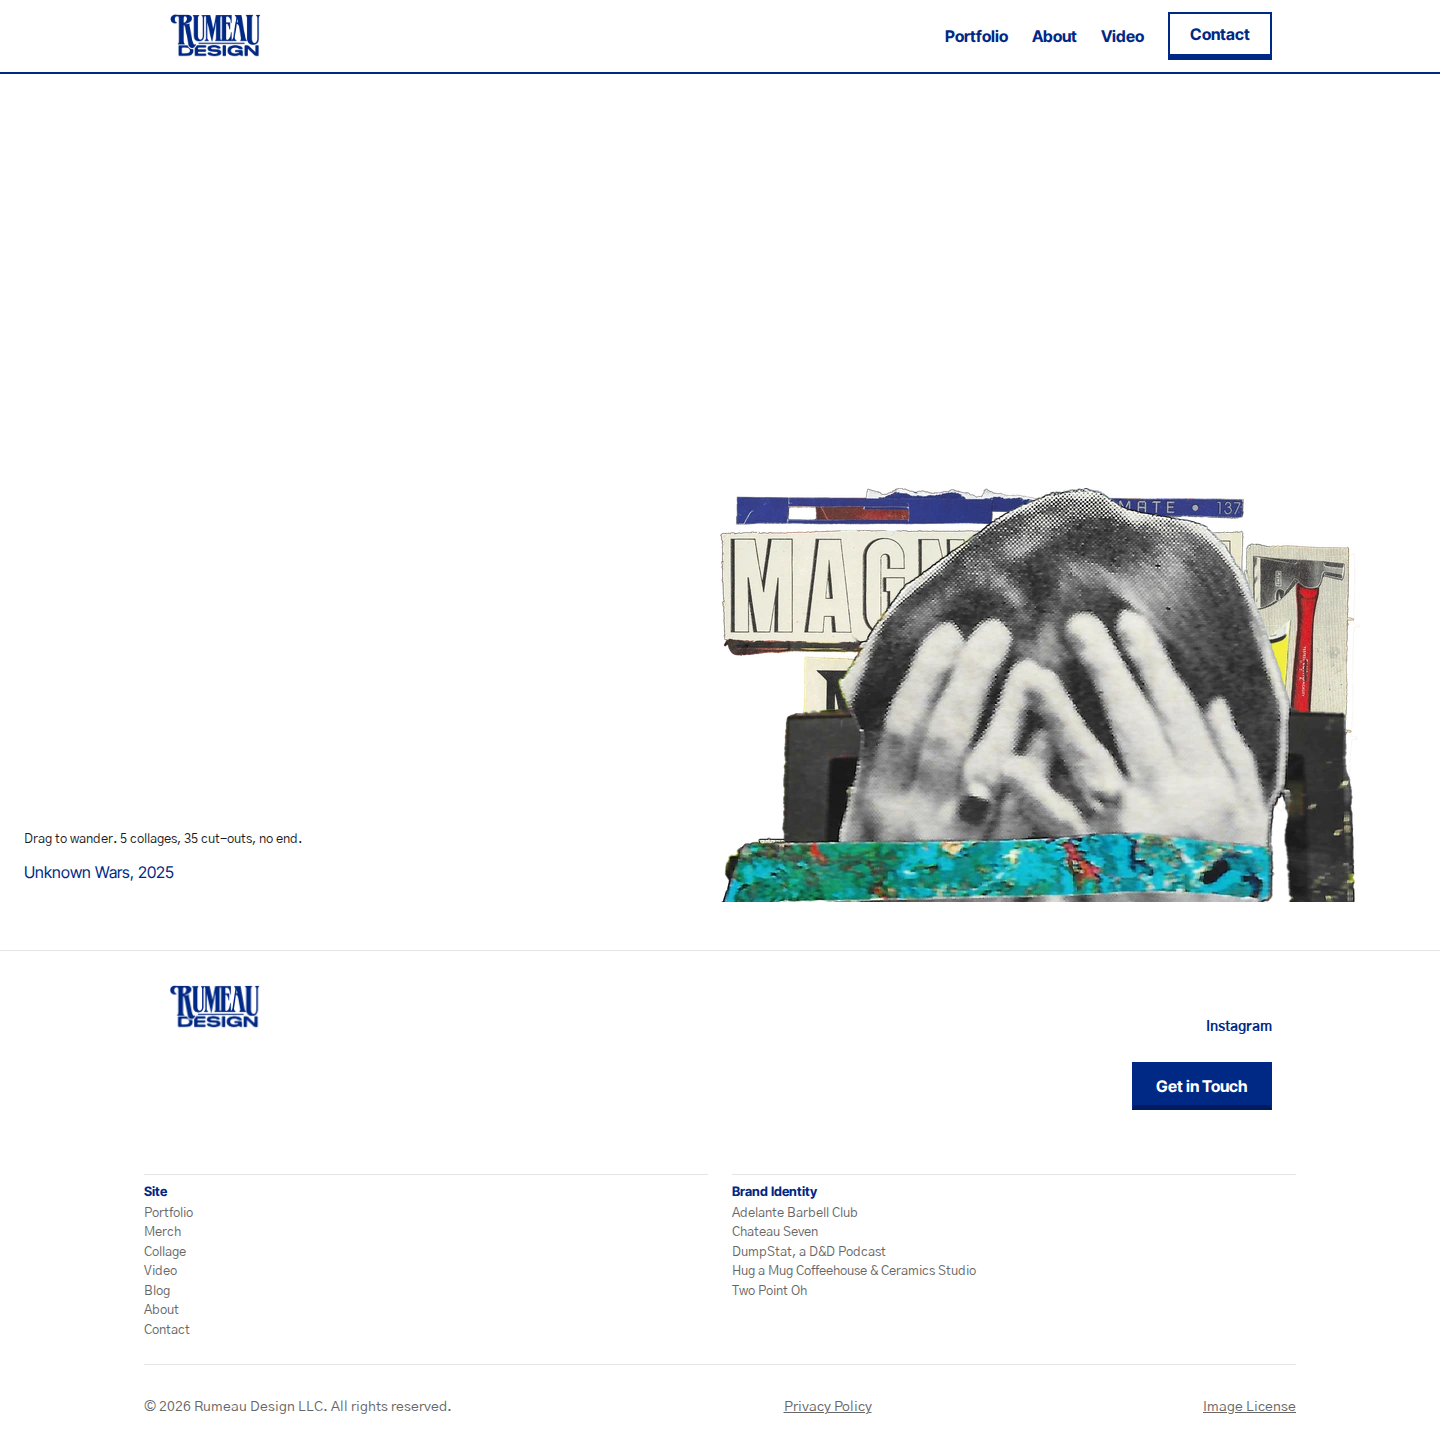 RUMEAU
DESIGN
Portfolio
About
Video
Contact
MATE • 137
MAG
Drag to wander. 5 collages, 35 cut-outs, no end.
Unknown Wars, 2025
RUMEAU
DESIGN
Instagram
Get in Touch
Site
Portfolio
Merch
Collage
Video
Blog
About
Contact
Brand Identity
Adelante Barbell Club
Chateau Seven
DumpStat, a D&D Podcast
Hug a Mug Coffeehouse & Ceramics Studio
Two Point Oh
© 2026 Rumeau Design LLC. All rights reserved.
Privacy Policy
Image License